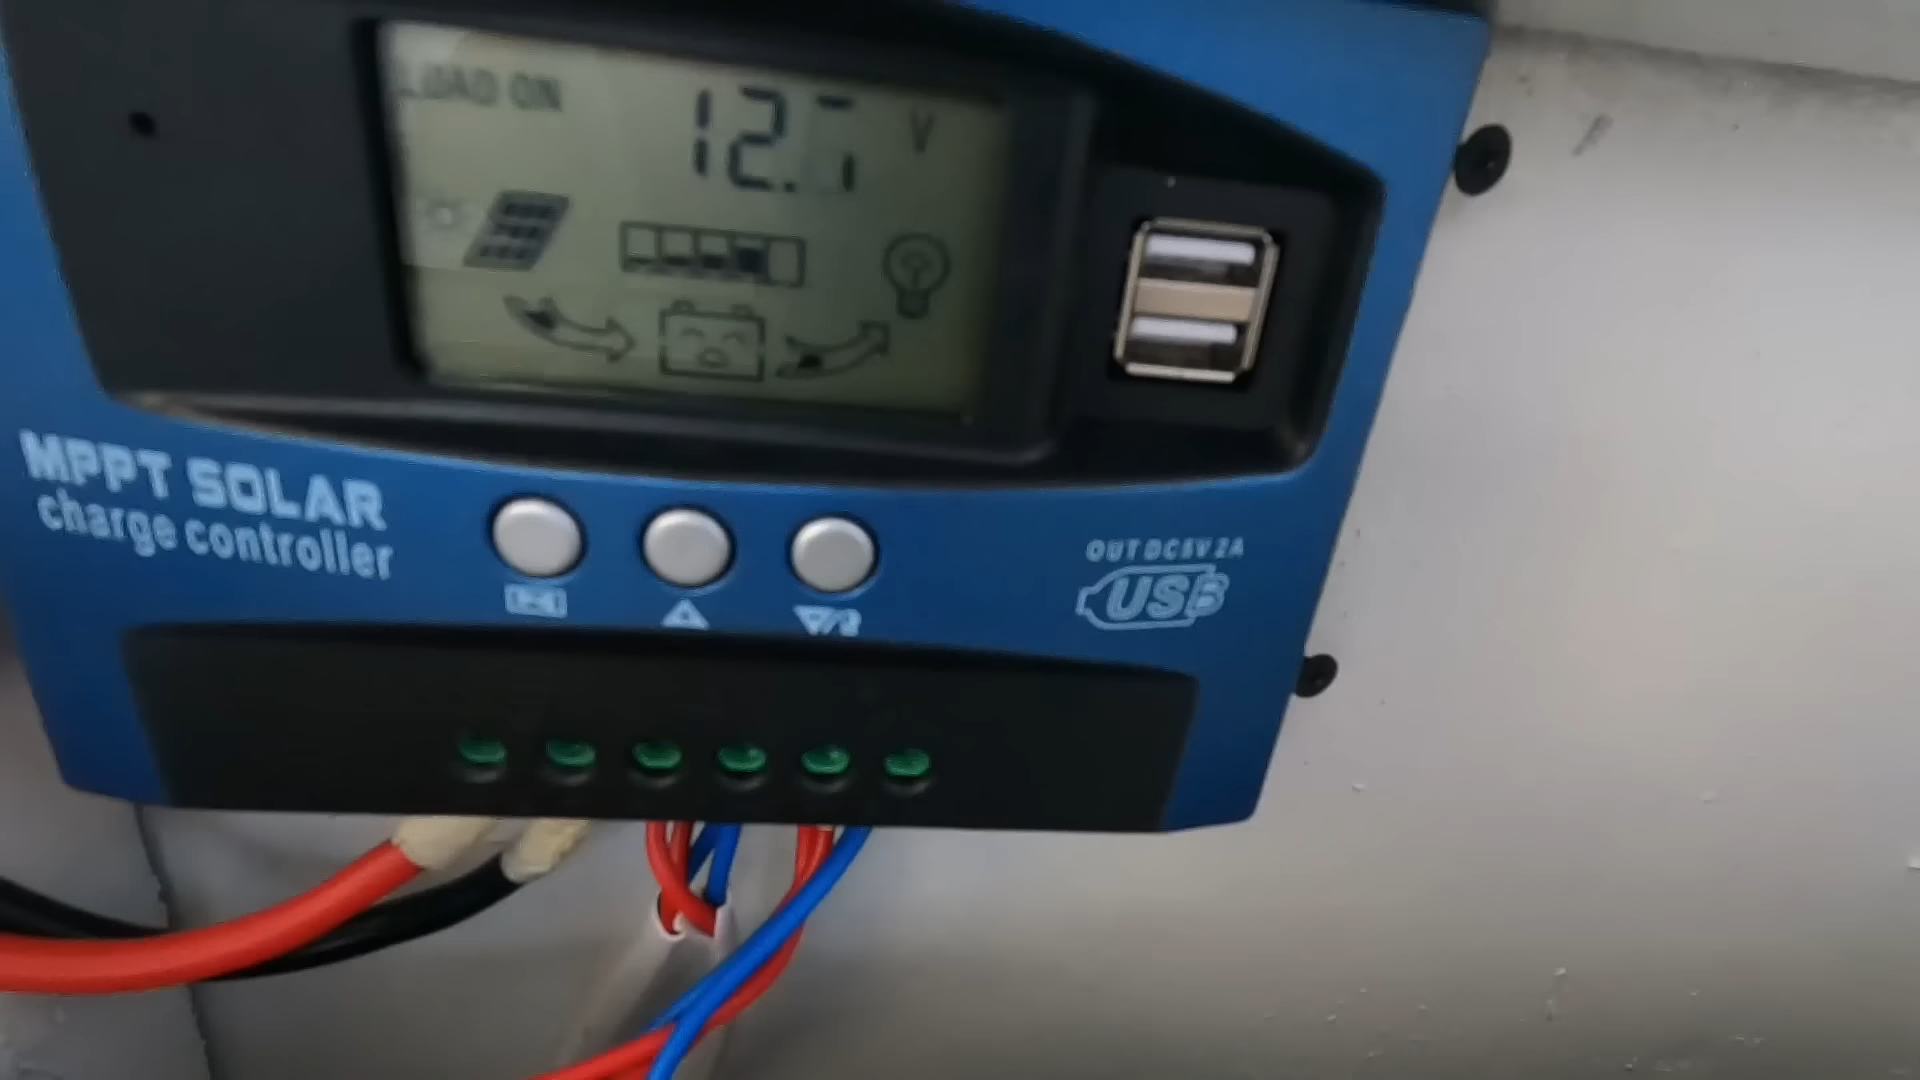 LOAD ON
12.7 V
MPPT SOLAR
charge controller
OUT DC5V 2A
USB